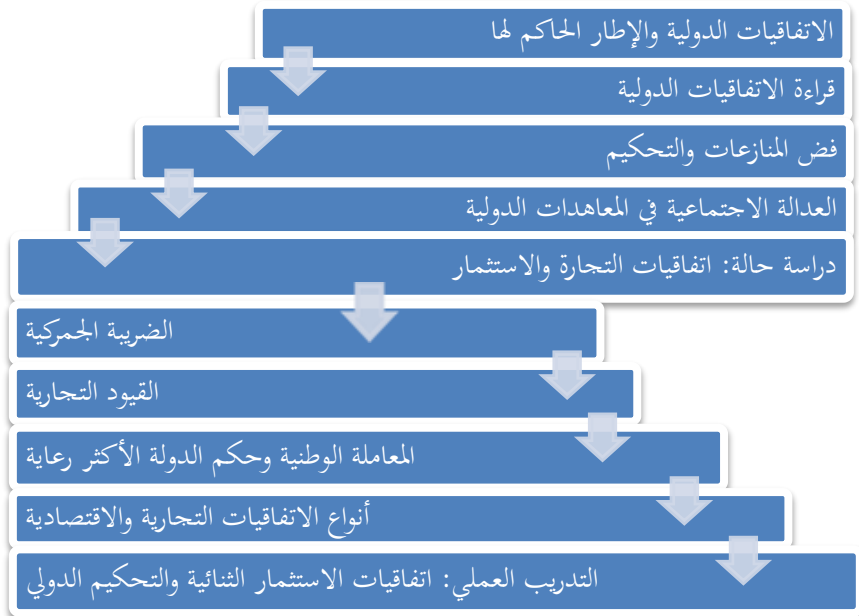 الاتفاقيات الدولية والإطار الحاكم لها
قراءة الاتفاقيات الدولية
فض المنازعات والتحكيم
العدالة الاجتماعية في المعاهدات الدولية
دراسة حالة: اتفاقيات التجارة والاستثمار
الضريبة الجمركية
القيود التجارية
المعاملة الوطنية وحكم الدولة الأكثر رعاية
أنواع الاتفاقيات التجارية والاقتصادية
التدريب العملي: اتفاقيات الاستثمار الثنائية والتحكيم الدولي